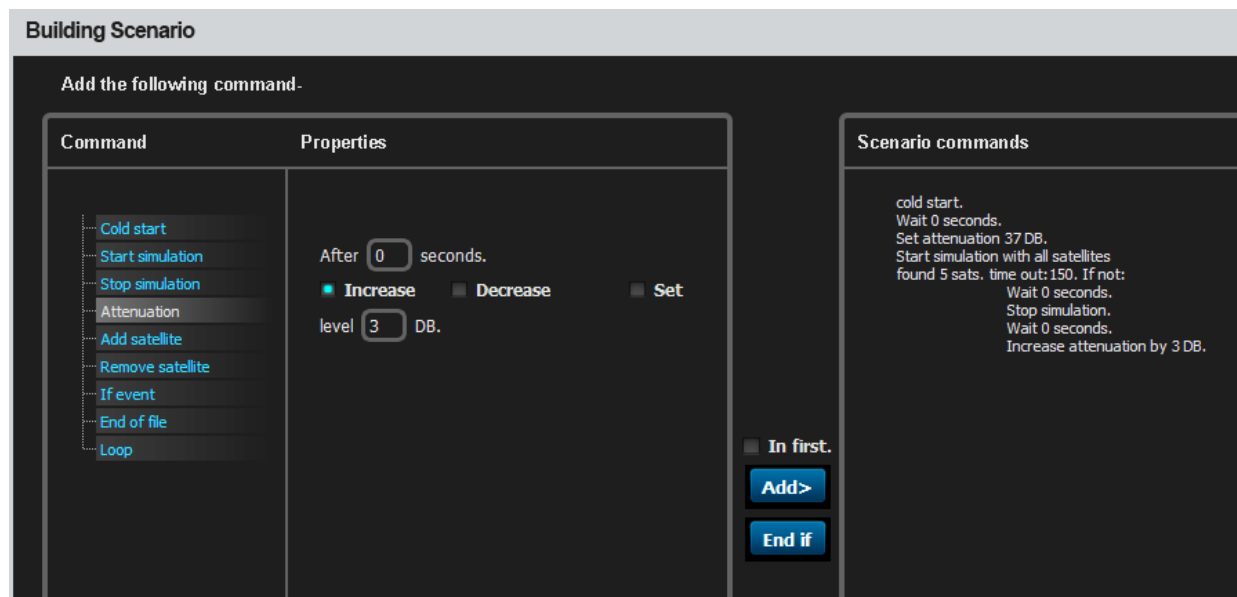 Building Scenario
Add the following command-
Command
Properties
Cold start
Start simulation
Stop simulation
Attenuation
Add satellite
Remove satellite
If event
End of file
Loop
After 0 seconds.
Increase Decrease Set
level 3 DB.
In first.
Add>
End if
Scenario commands
cold start.
Wait 0 seconds.
Set attenuation 37 DB.
Start simulation with all satellites
found 5 sats. time out:150. If not:
Wait 0 seconds.
Stop simulation.
Wait 0 seconds.
Increase attenuation by 3 DB.